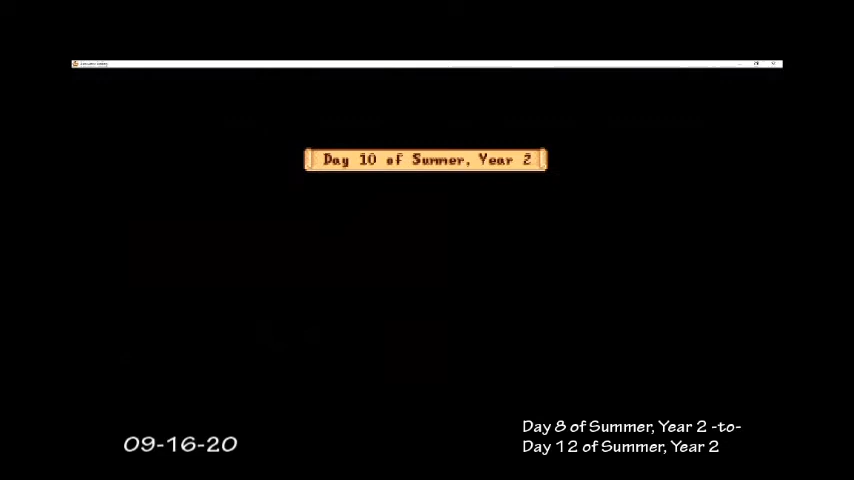 Day 10 of Summer, Year 2
Day 8 of Summer, Year 2 -to-
Day 12 of Summer, Year 2
09-16-20